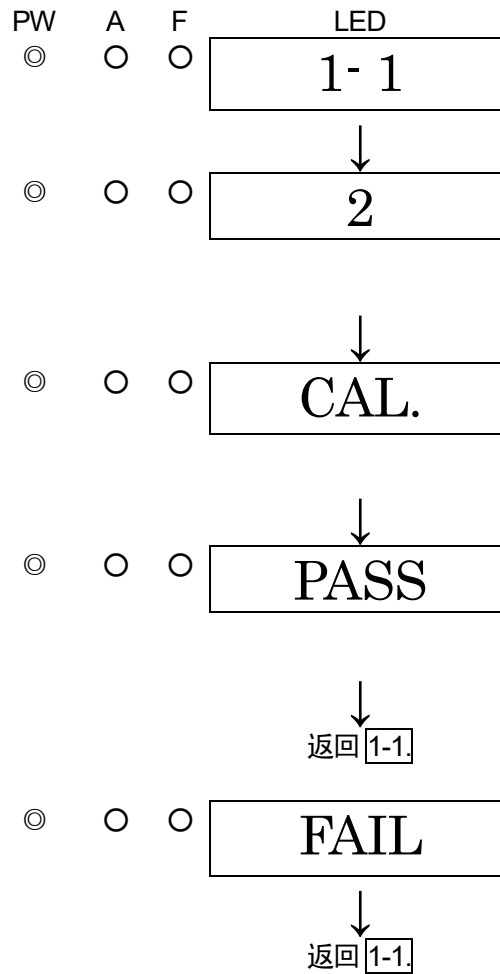 PW A F LED
◎ ○ ○ 1- 1
↓
◎ ○ ○ 2
↓
◎ ○ ○ CAL.
↓
◎ ○ ○ PASS
↓
返回 1-1.
◎ ○ ○ FAIL
↓
返回 1-1.